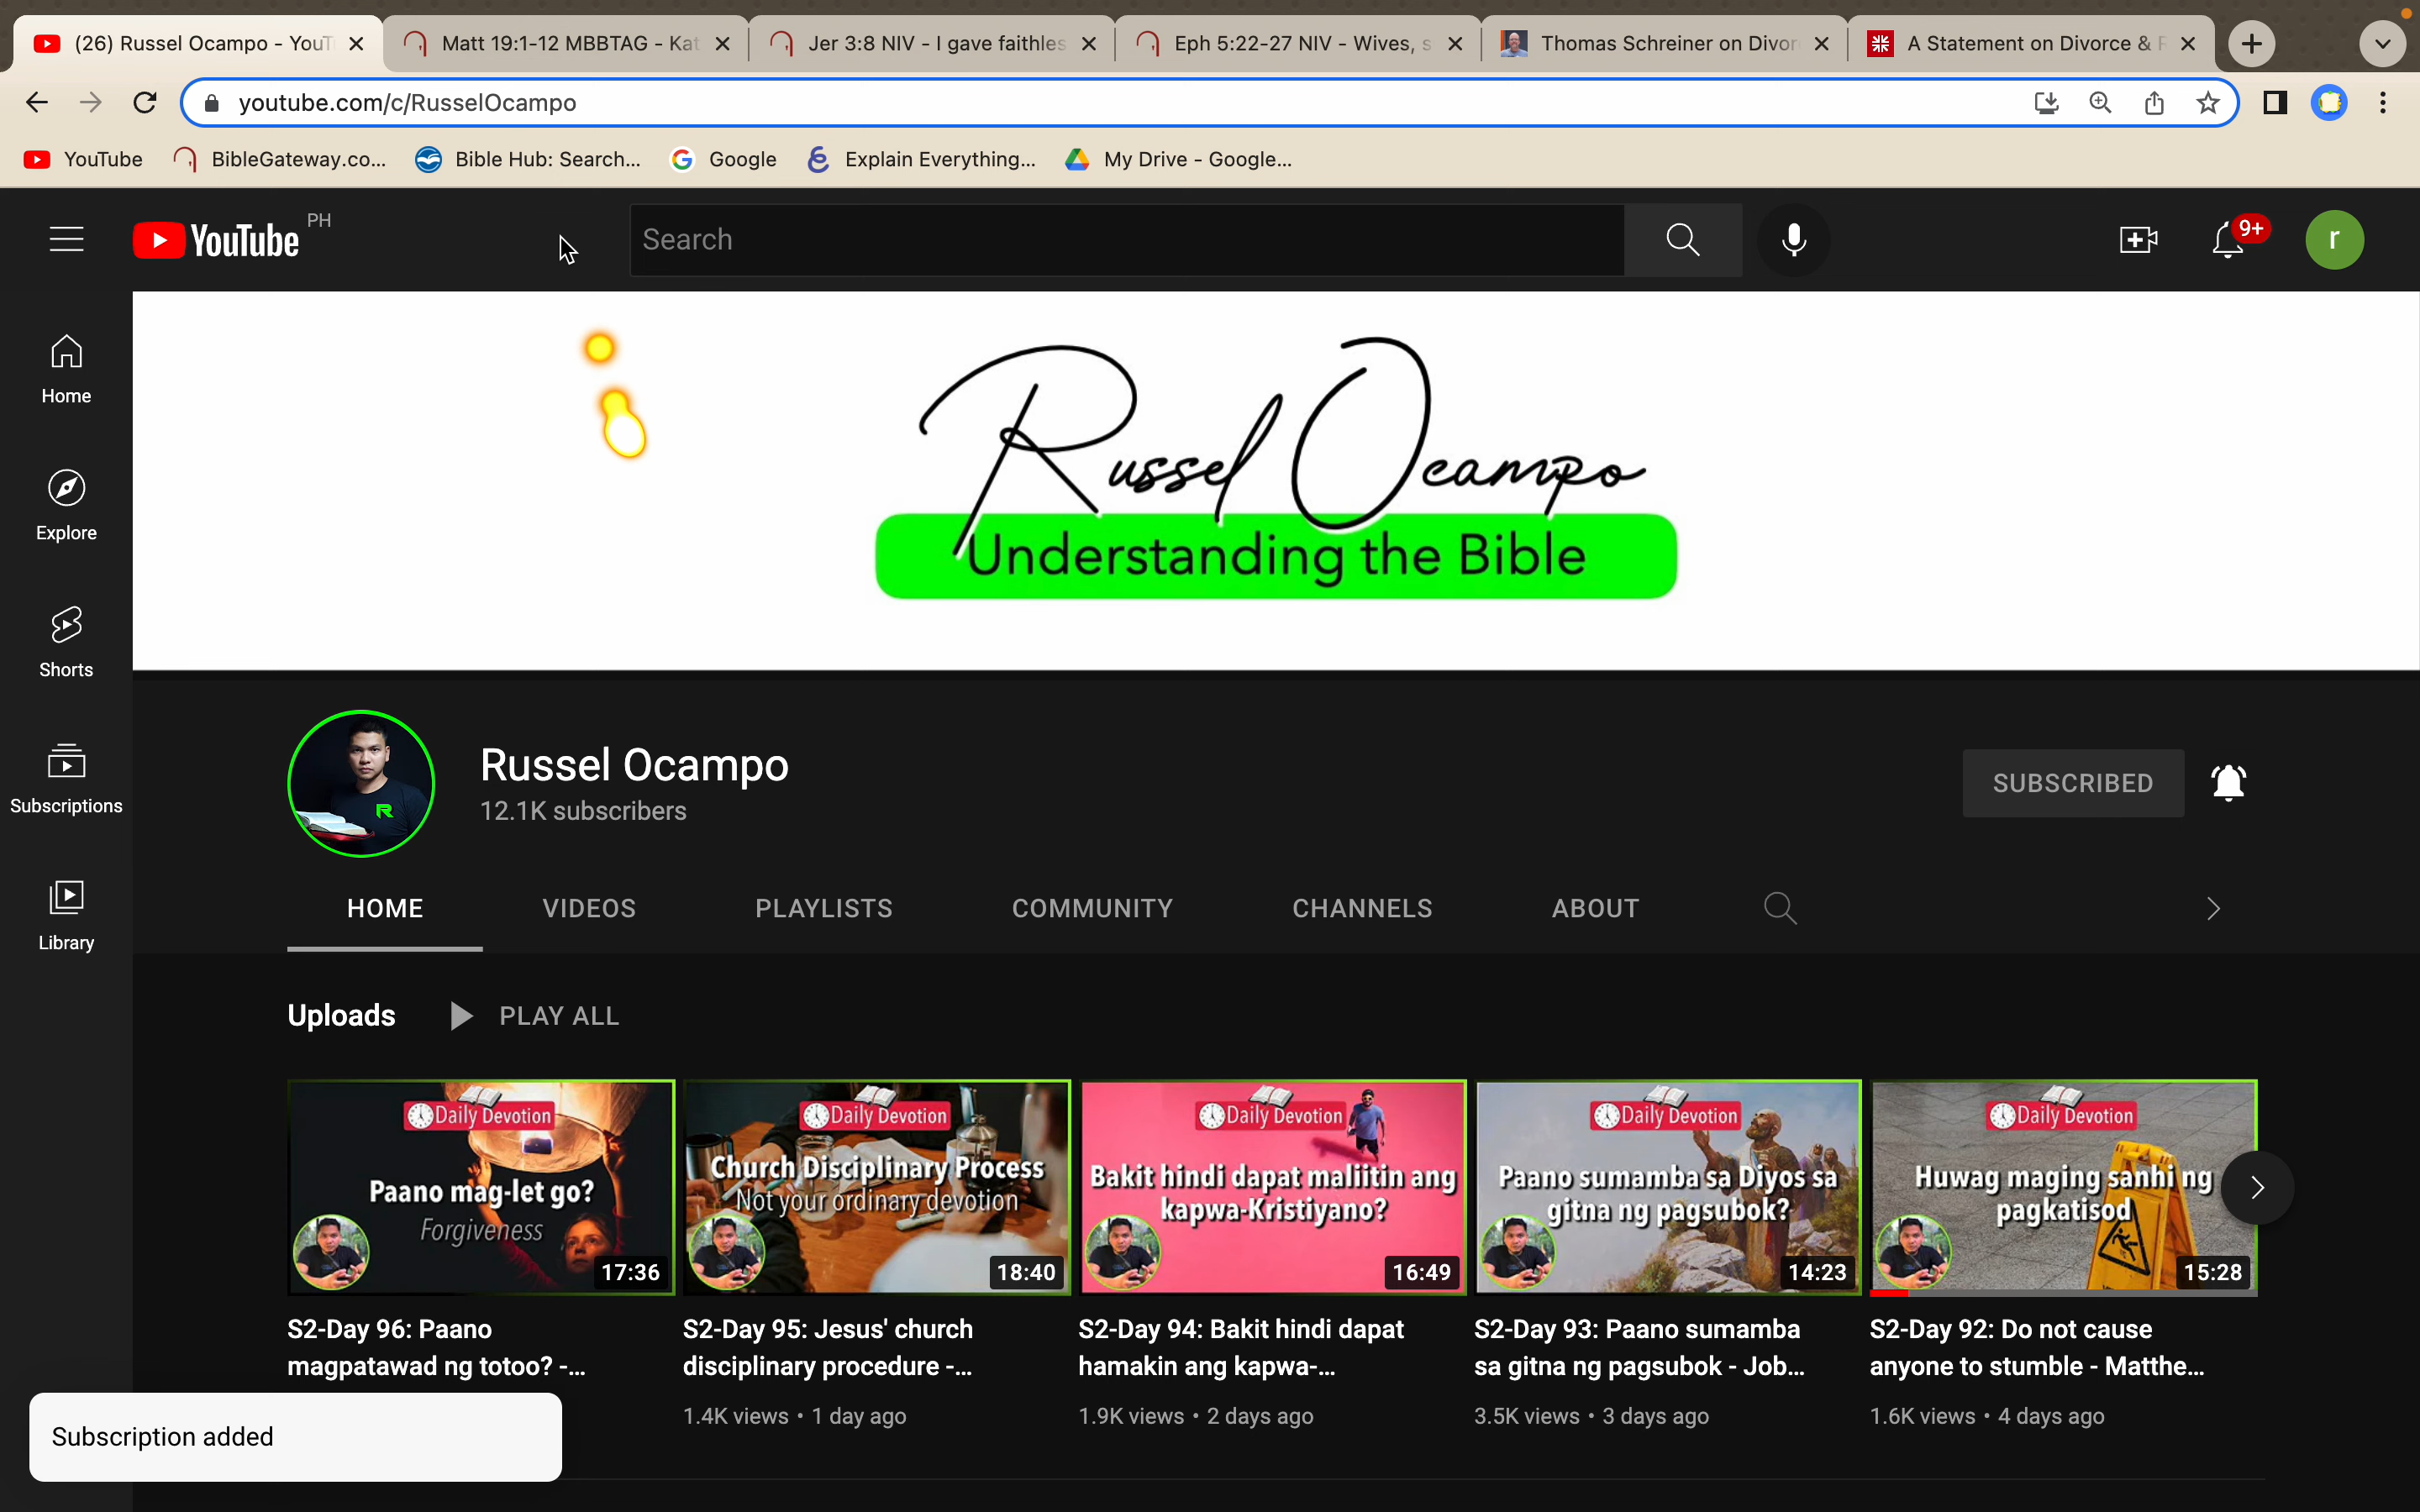 (26) Russel Ocampo - YouT
Matt 19:1-12 MBBTAG - Kat
Jer 3:8 NIV - I gave faithles
Eph 5:22-27 NIV - Wives, s
Thomas Schreiner on Divor
A Statement on Divorce &
youtube.com/c/RusselOcampo
YouTube
BibleGateway.co...
Bible Hub: Search...
Google
Explain Everything...
My Drive - Google...
YouTube PH
Search
9+
r
Home
Explore
Shorts
Subscriptions
Library
Russel Ocampo
Understanding the Bible
R
Russel Ocampo
12.1K subscribers
SUBSCRIBED
HOME
VIDEOS
PLAYLISTS
COMMUNITY
CHANNELS
ABOUT
Uploads
PLAY ALL
Daily Devotion
Paano mag-let go?
Forgiveness
17:36
S2-Day 96: Paano
magpatawad ng totoo? -...
Daily Devotion
Church Disciplinary Process
Not your ordinary devotion
18:40
S2-Day 95: Jesus' church
disciplinary procedure -...
1.4K views • 1 day ago
Daily Devotion
Bakit hindi dapat maliitin ang
kapwa-Kristiyano?
16:49
S2-Day 94: Bakit hindi dapat
hamakin ang kapwa-...
1.9K views • 2 days ago
Daily Devotion
Paano sumamba sa Diyos sa
gitna ng pagsubok?
14:23
S2-Day 93: Paano sumamba
sa gitna ng pagsubok - Job...
3.5K views • 3 days ago
Daily Devotion
Huwag maging sanhi ng
pagkatisod
15:28
S2-Day 92: Do not cause
anyone to stumble - Matthe...
1.6K views • 4 days ago
Subscription added